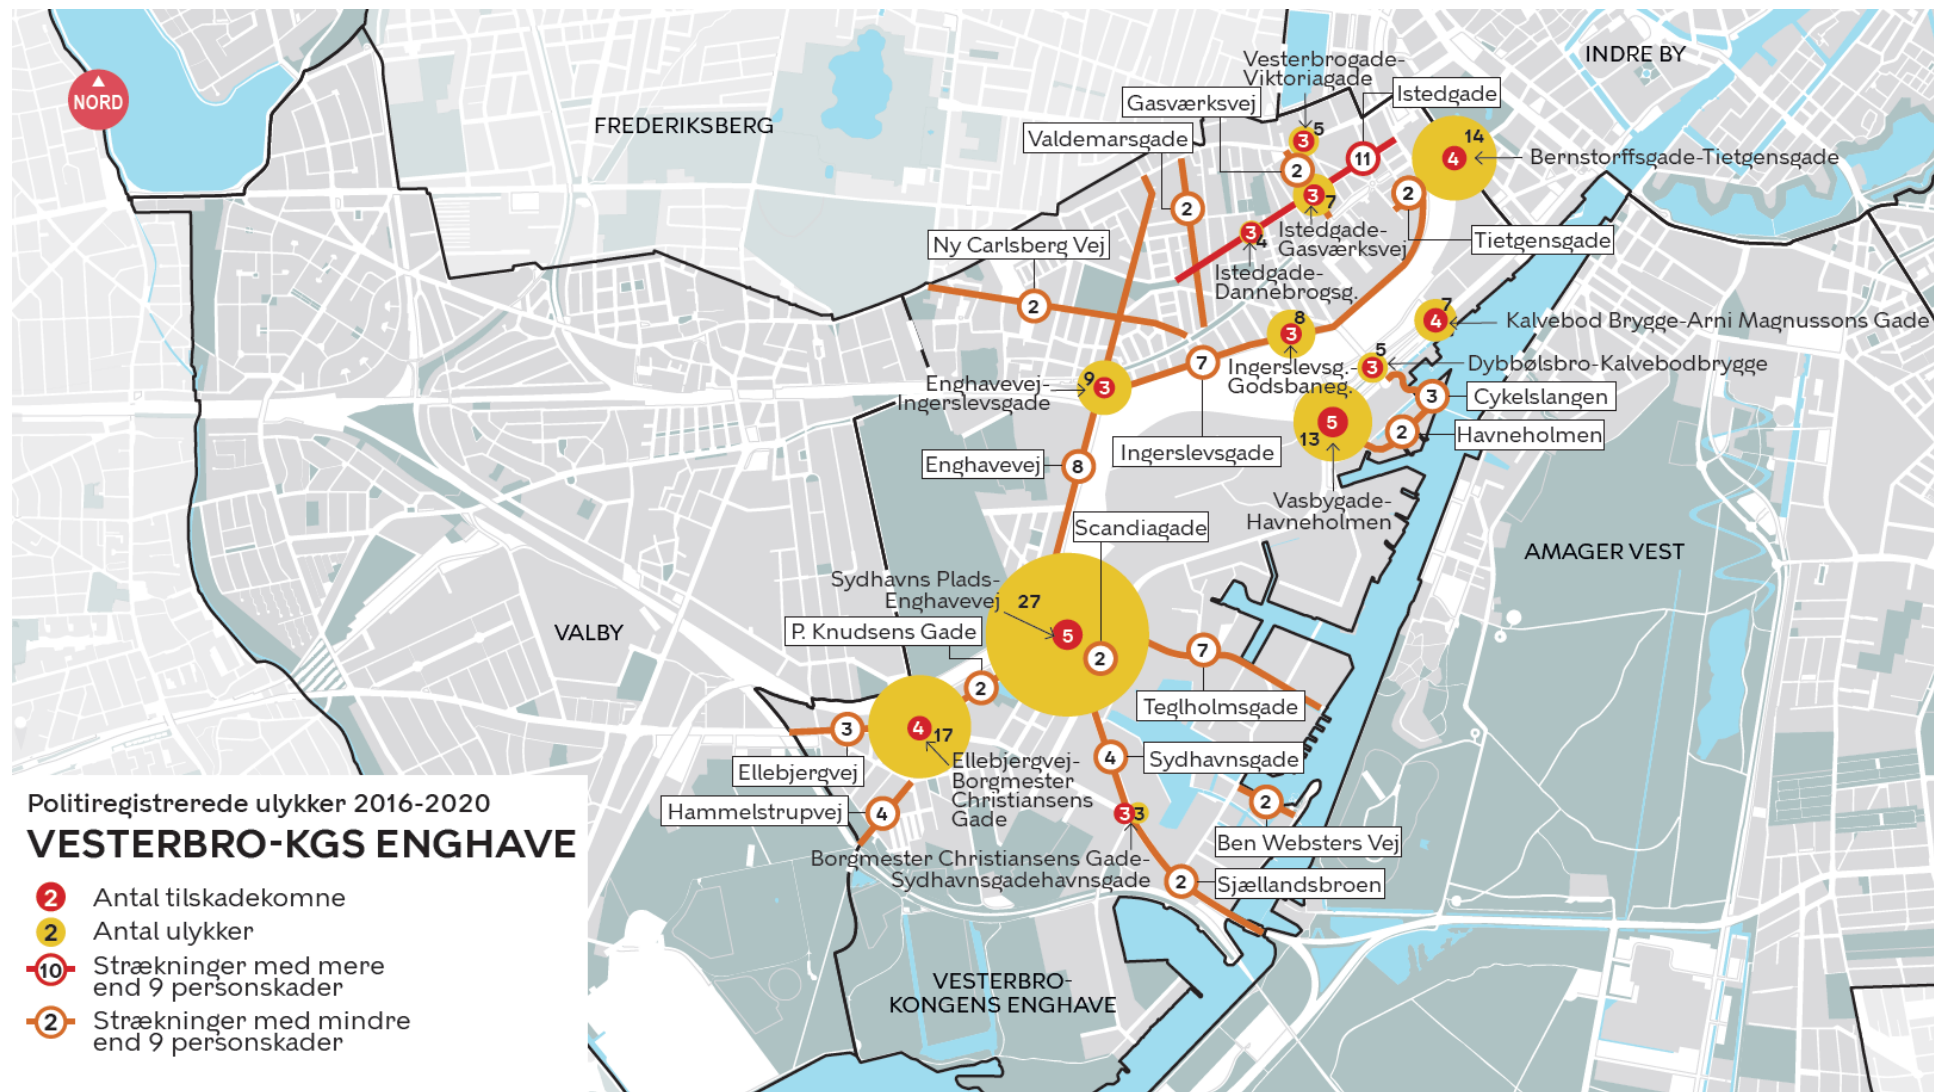 NORD
FREDERIKSBERG
INDRE BY
Vesterbrogade-
Viktoriagade
Istedgade
Gasværksvej
Valdemarsgade
5
3
11
14
4
Bernstorffsgade-Tietgensgade
2
2
3
7
2
Istedgade-
Gasværksvej
Tietgensgade
3
4
Ny Carlsberg Vej
Istedgade-
Dannebrogsg.
2
7
4
Kalvebod Brygge-Arni Magnussons Gade
8
3
5
3
Dybbølsbro-Kalvebodbrygge
7
Ingerslevsg.-
Godsbaneg.
9
3
Enghavevej-
Ingerslevsgade
3
Cykelslangen
5
13
2
Havneholmen
Ingerslevsgade
Enghavevej
8
Vasbygade-
Havneholmen
Scandiagade
AMAGER VEST
Sydhavns Plads-
Enghavevej
27
5
2
VALBY
P. Knudsens Gade
7
2
Teglholmsgade
3
4
17
Ellebjergvej
Ellebjergvej-
Borgmester
Christiansens
Gade
4
Sydhavnsgade
Hammelstrupvej
4
3
3
2
Ben Websters Vej
Borgmester Christiansens Gade-
Sydhavnsgadehavnsgade
2
Sjællandsbroen
VESTERBRO-
KONGENS ENGHAVE
Politiregistrerede ulykker 2016-2020
VESTERBRO-KGS ENGHAVE
2 Antal tilskadekomne
2 Antal ulykker
10 Strækninger med mere
end 9 personskader
2 Strækninger med mindre
end 9 personskader